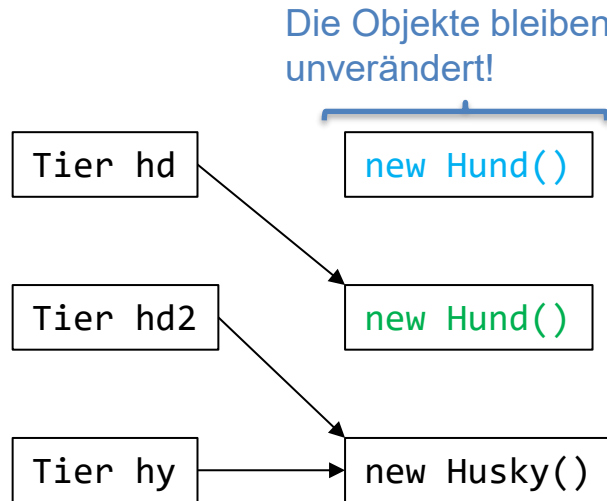 Die Objekte bleiben
unverändert!
Tier hd
new Hund()
Tier hd2
new Hund()
Tier hy
new Husky()